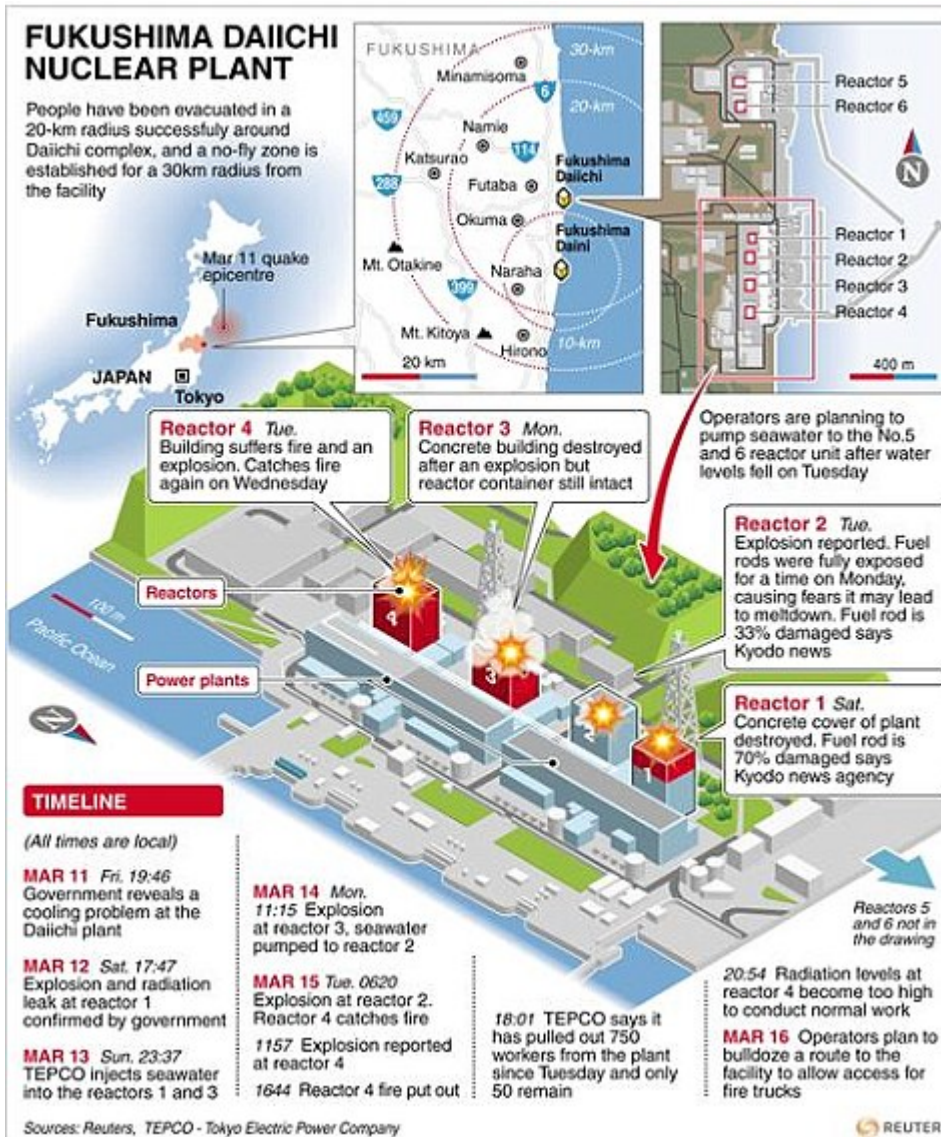 FUKUSHIMA DAIICHI
NUCLEAR PLANT
People have been evacuated in a
20-km radius successfuly around
Daiichi complex, and a no-fly zone is
established for a 30km radius from
the facility
Mar 11 quake
epicentre
Fukushima
JAPAN
Tokyo
FUKUSHIMA
30-km
Minamisoma
6
20-km
459
Namie
114
Katsurao
Fukushima
Daiichi
288
Futaba
Okuma
Fukushima
Daini
Mt. Otakine
Naraha
399
Mt. Kitoya
Hirono
10-km
20 km
Reactor 5
Reactor 6
N
Reactor 1
Reactor 2
Reactor 3
Reactor 4
400 m
Reactor 4 Tue.
Building suffers fire and an
explosion. Catches fire
again on Wednesday
Reactor 3 Mon.
Concrete building destroyed
after an explosion but
reactor container still intact
Operators are planning to
pump seawater to the No.5
and 6 reactor unit after water
levels fell on Tuesday
Reactor 2 Tue.
Explosion reported. Fuel
rods were fully exposed
for a time on Monday,
causing fears it may lead
to meltdown. Fuel rod is
33% damaged says
Kyodo news
Reactor 1 Sat.
Concrete cover of plant
destroyed. Fuel rod is
70% damaged says
Kyodo news agency
Reactors
Power plants
4
3
2
1
100 m
Pacific Ocean
N
Reactors 5
and 6 not in
the drawing
TIMELINE
(All times are local)
MAR 11 Fri. 19:46
Government reveals a
cooling problem at the
Daiichi plant
MAR 12 Sat. 17:47
Explosion and radiation
leak at reactor 1
confirmed by government
MAR 13 Sun. 23:37
TEPCO injects seawater
into the reactors 1 and 3
MAR 14 Mon.
11:15 Explosion
at reactor 3, seawater
pumped to reactor 2
MAR 15 Tue. 0620
Explosion at reactor 2.
Reactor 4 catches fire
1157 Explosion reported
at reactor 4
1644 Reactor 4 fire put out
18:01 TEPCO says it
has pulled out 750
workers from the plant
since Tuesday and only
50 remain
20:54 Radiation levels at
reactor 4 become too high
to conduct normal work
MAR 16 Operators plan to
bulldoze a route to the
facility to allow access for
fire trucks
Sources: Reuters, TEPCO - Tokyo Electric Power Company
REUTER